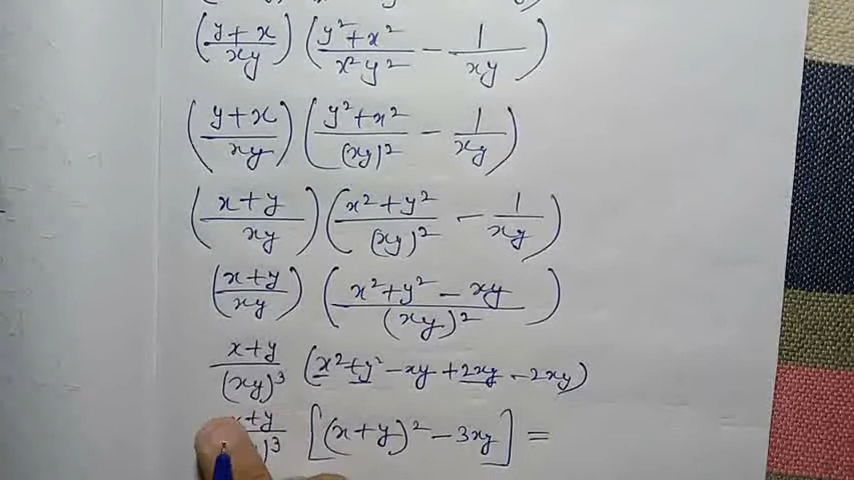 (y+x/xy) (y²+x²/x²y² − 1/xy)
(y+x/xy) (y²+x²/(xy)² − 1/xy)
(x+y/xy) (x²+y²/(xy)² − 1/xy)
(x+y/xy) (x²+y²−xy/(xy)²)
x+y/(xy)³ (x²+y²−xy+2xy−2xy)
+y/)³ [(x+y)²−3xy] =